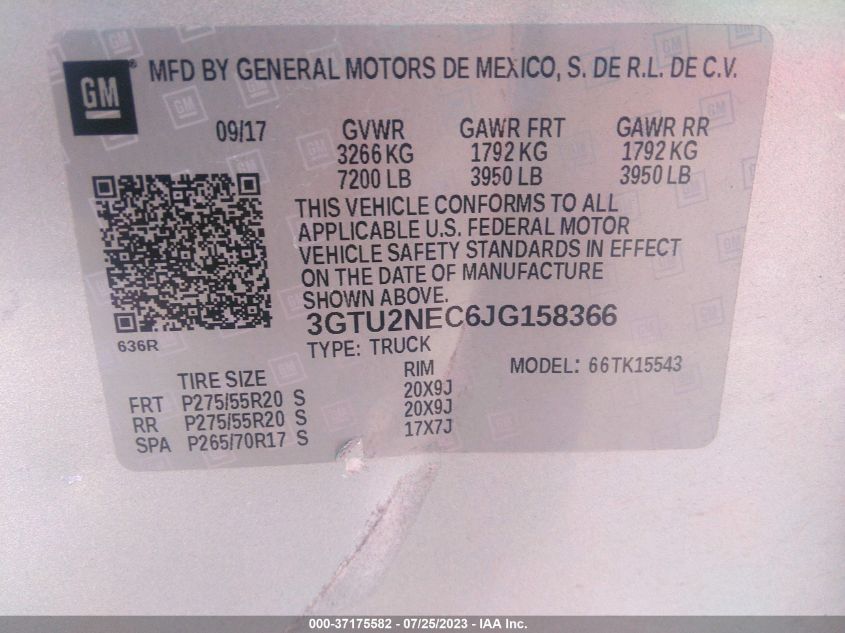 GM ® MFD BY GENERAL MOTORS DE MEXICO, S. DE R.L. DE C.V.
09/17 GVWR GAWR FRT GAWR RR
3266 KG 1792 KG 1792 KG
7200 LB 3950 LB 3950 LB
THIS VEHICLE CONFORMS TO ALL
APPLICABLE U.S. FEDERAL MOTOR
VEHICLE SAFETY STANDARDS IN EFFECT
ON THE DATE OF MANUFACTURE
SHOWN ABOVE.
3GTU2NEC6JG158366
636R
TYPE: TRUCK MODEL: 66TK15543
TIRE SIZE RIM
FRT P275/55R20 S 20X9J
RR P275/55R20 S 20X9J
SPA P265/70R17 S 17X7J
000-37175582 - 07/25/2023 - IAA Inc.